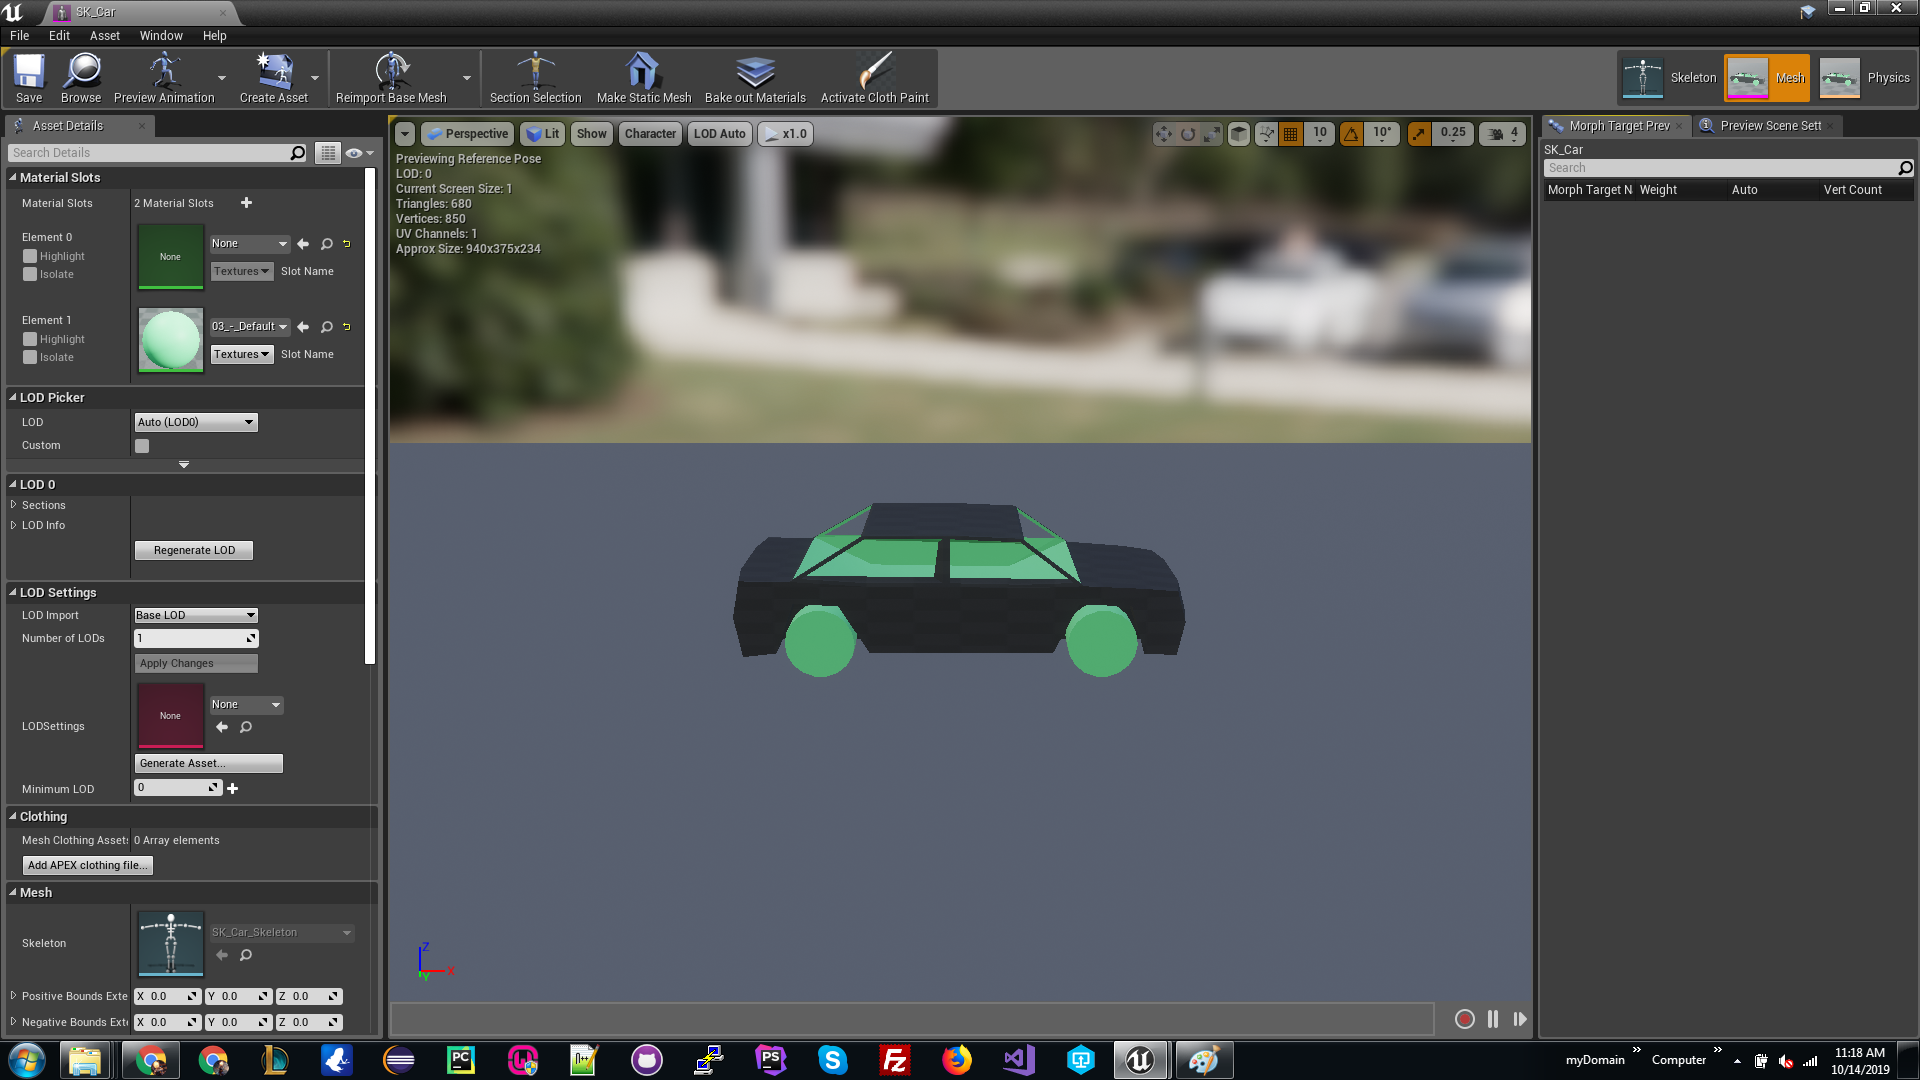 SK_Car
File Edit Asset Window Help
Save Browse Preview Animation Create Asset Reimport Base Mesh Section Selection Make Static Mesh Bake out Materials Activate Cloth Paint Skeleton Mesh Physics
Asset Details
Search Details
Material Slots
Material Slots 2 Material Slots
Element 0
None
None
Highlight
Isolate
Textures Slot Name
Element 1
03_-_Default
Highlight
Isolate
Textures Slot Name
LOD Picker
LOD Auto (LOD0)
Custom
LOD 0
Sections
LOD Info
Regenerate LOD
LOD Settings
LOD Import Base LOD
Number of LODs 1
Apply Changes
LODSettings
None
None
Generate Asset...
Minimum LOD 0
Clothing
Mesh Clothing Assets 0 Array elements
Add APEX clothing file...
Mesh
Skeleton
SK_Car_Skeleton
Positive Bounds Exte X 0.0 Y 0.0 Z 0.0
Negative Bounds Exte X 0.0 Y 0.0 Z 0.0
Perspective Lit Show Character LOD Auto x1.0 10 10° 0.25 4
Previewing Reference Pose
LOD: 0
Current Screen Size: 1
Triangles: 680
Vertices: 850
UV Channels: 1
Approx Size: 940x375x234
Z
X
Y
Morph Target Prev Preview Scene Sett
SK_Car
Search
Morph Target N Weight Auto Vert Count
PC
PS
S
FZ
myDomain » Computer »
11:18 AM
10/14/2019